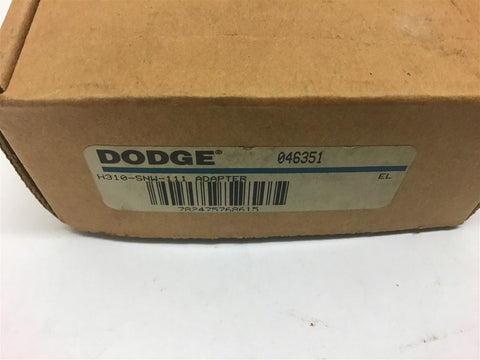 DODGE® 046351
H310-SNW-111 ADAPTER EL
782475768615